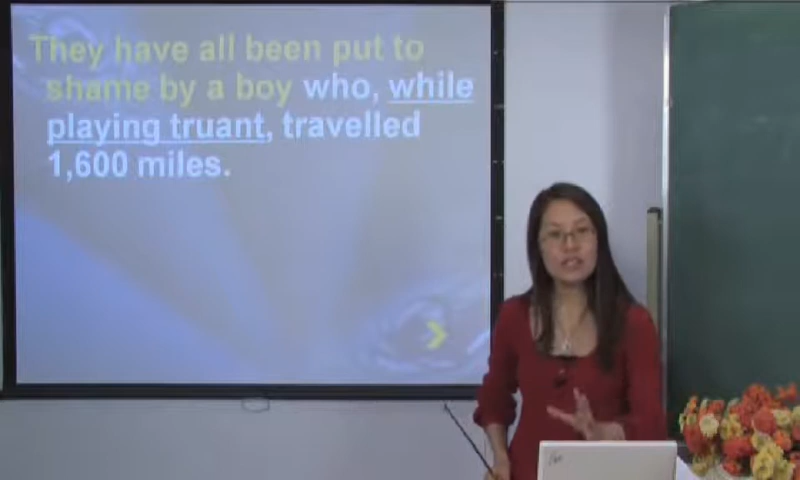 They have all been put to
shame by a boy who, while
playing truant, travelled
1,600 miles.